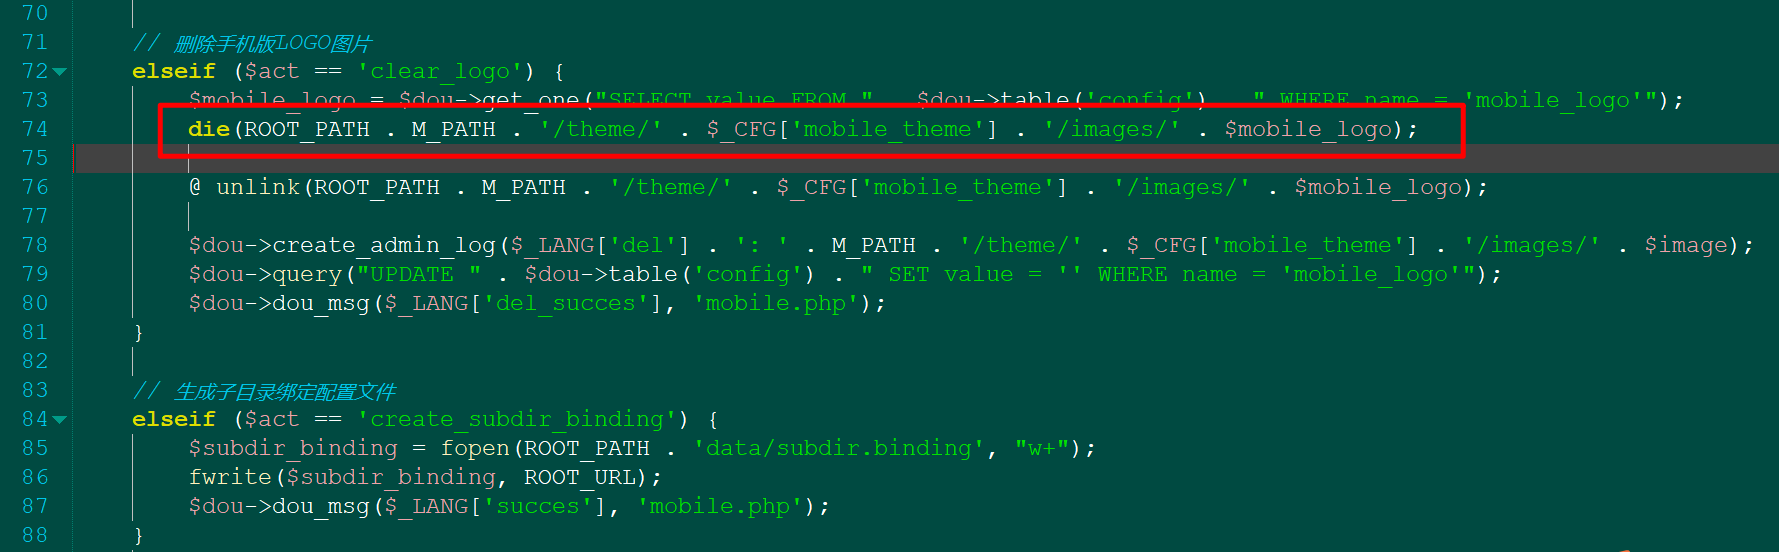 70
71 // 删除手机版LOGO图片
72 elseif ($act == 'clear_logo') {
73 $mobile_logo = $dou->get_one("SELECT value FROM " . $dou->table('config') . " WHERE name = 'mobile_logo'");
74 die(ROOT_PATH . M_PATH . '/theme/' . $_CFG['mobile_theme'] . '/images/' . $mobile_logo);
75
76 @ unlink(ROOT_PATH . M_PATH . '/theme/' . $_CFG['mobile_theme'] . '/images/' . $mobile_logo);
77
78 $dou->create_admin_log($_LANG['del'] . ': ' . M_PATH . '/theme/' . $_CFG['mobile_theme'] . '/images/' . $image);
79 $dou->query("UPDATE " . $dou->table('config') . " SET value = '' WHERE name = 'mobile_logo'");
80 $dou->dou_msg($_LANG['del_succes'], 'mobile.php');
81 }
82
83 // 生成子目录绑定配置文件
84 elseif ($act == 'create_subdir_binding') {
85 $subdir_binding = fopen(ROOT_PATH . 'data/subdir.binding', "w+");
86 fwrite($subdir_binding, ROOT_URL);
87 $dou->dou_msg($_LANG['succes'], 'mobile.php');
88 }